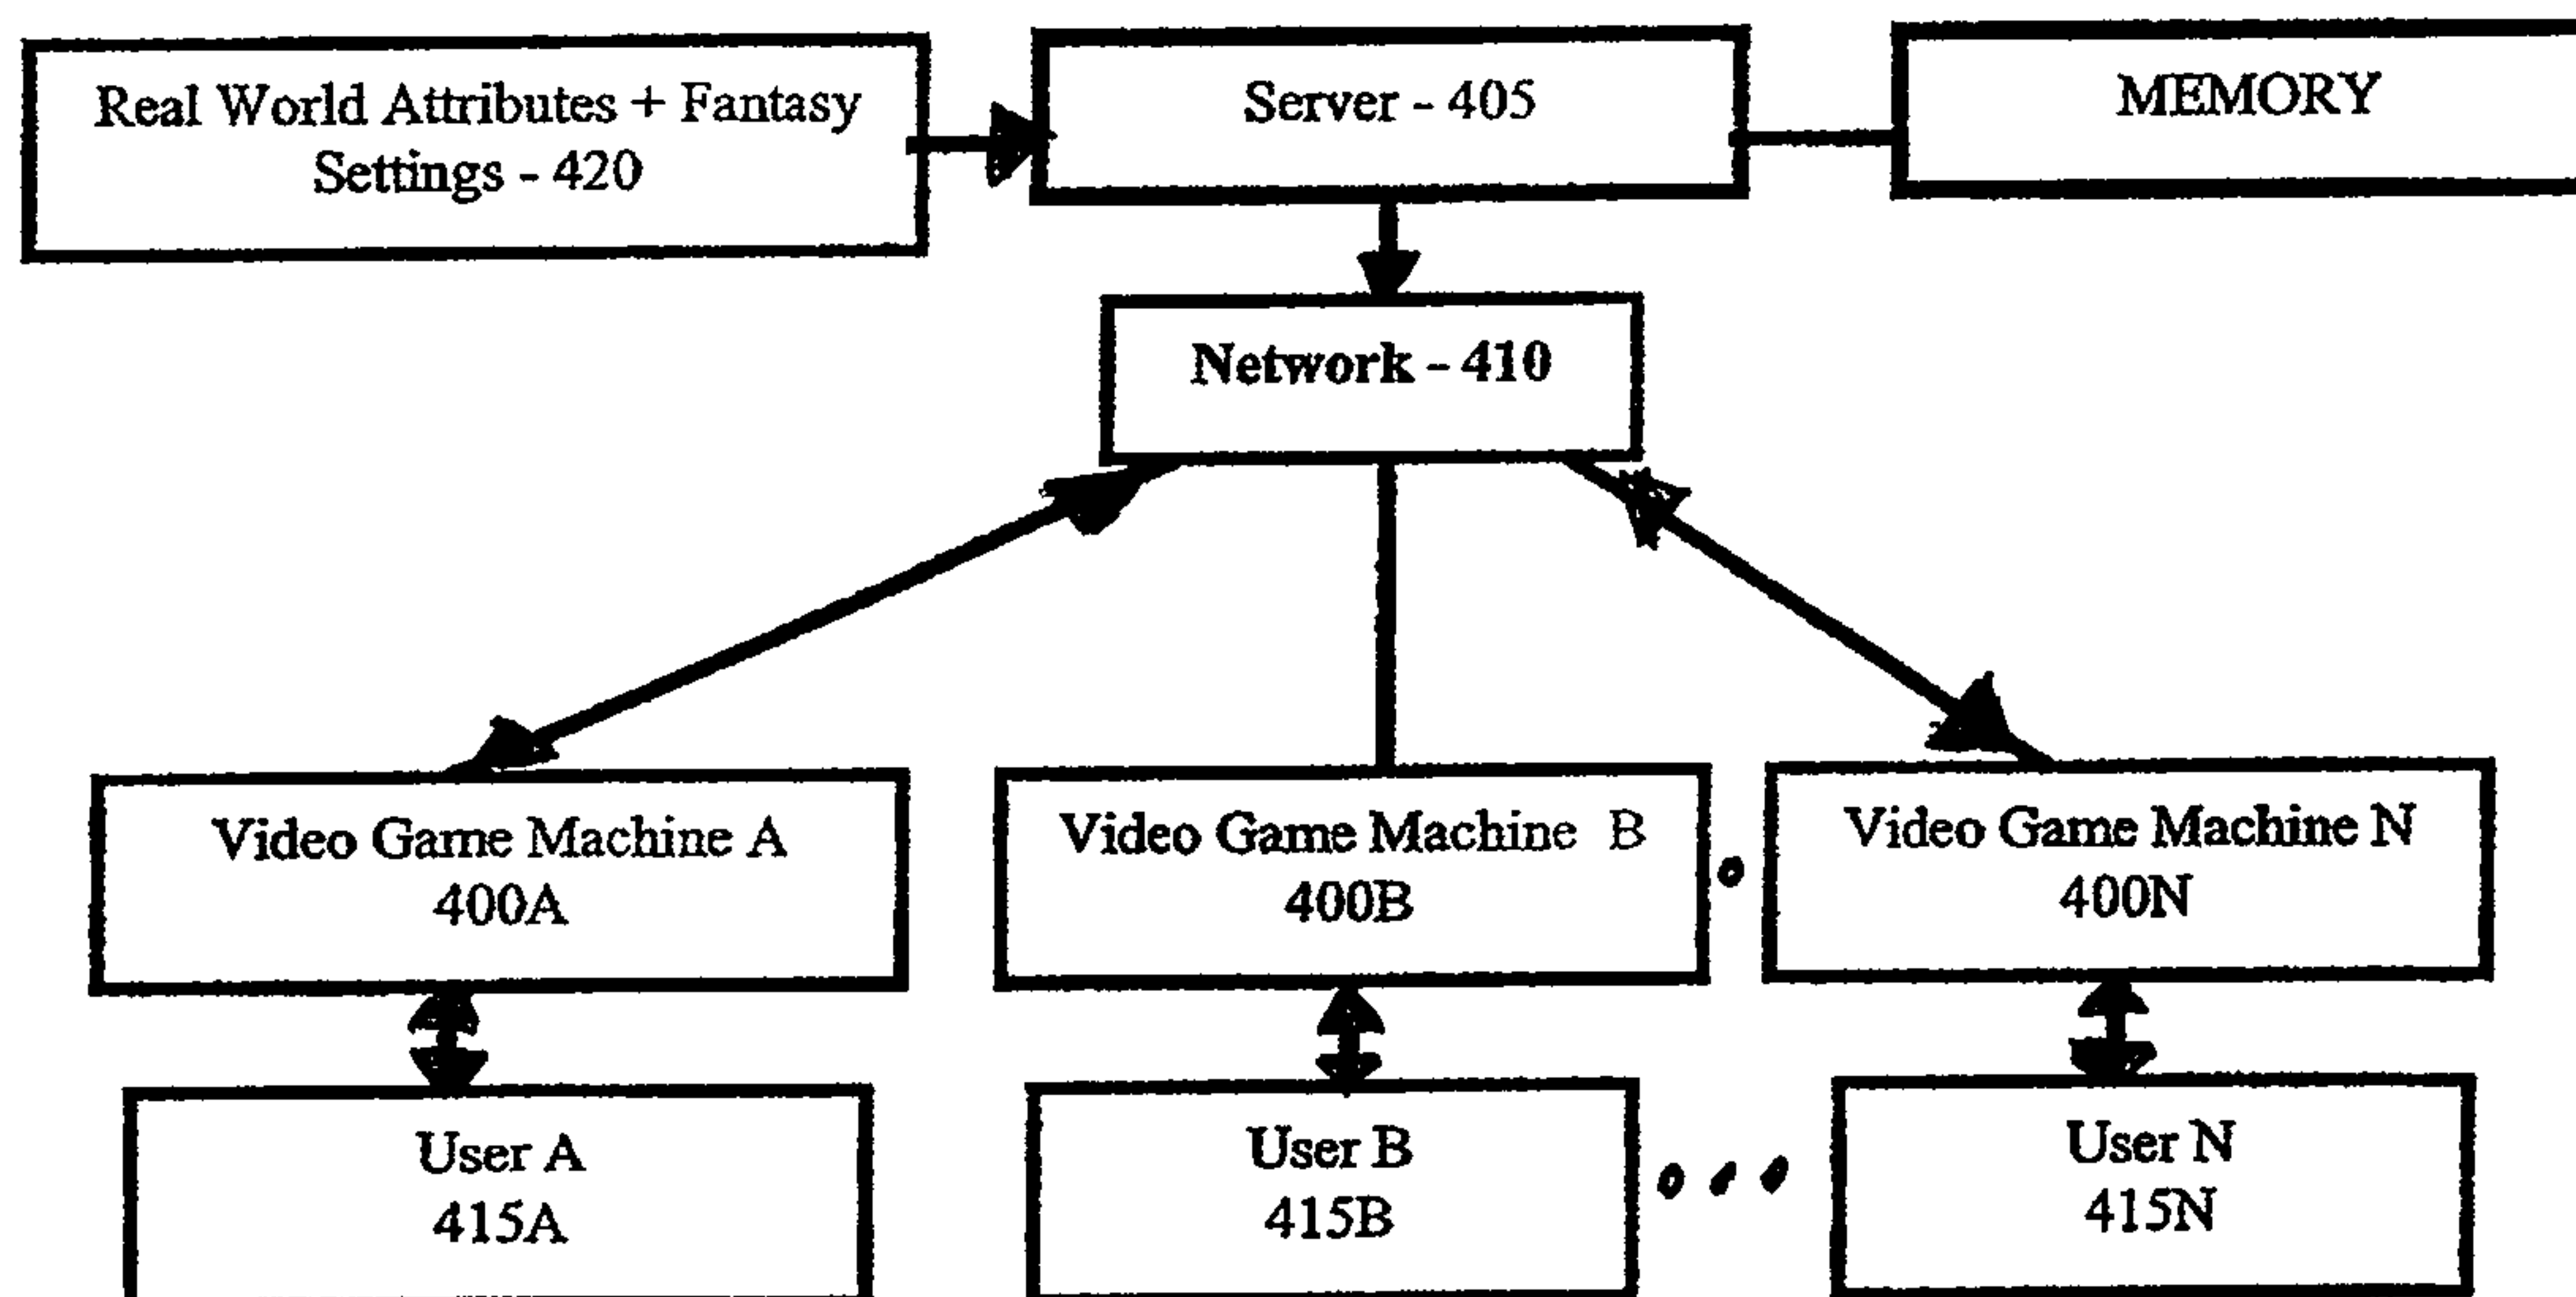 Real World Attributes + Fantasy
Settings - 420
Server - 405
MEMORY
Network - 410
Video Game Machine A
400A
Video Game Machine B
400B
Video Game Machine N
400N
User A
415A
User B
415B
User N
415N